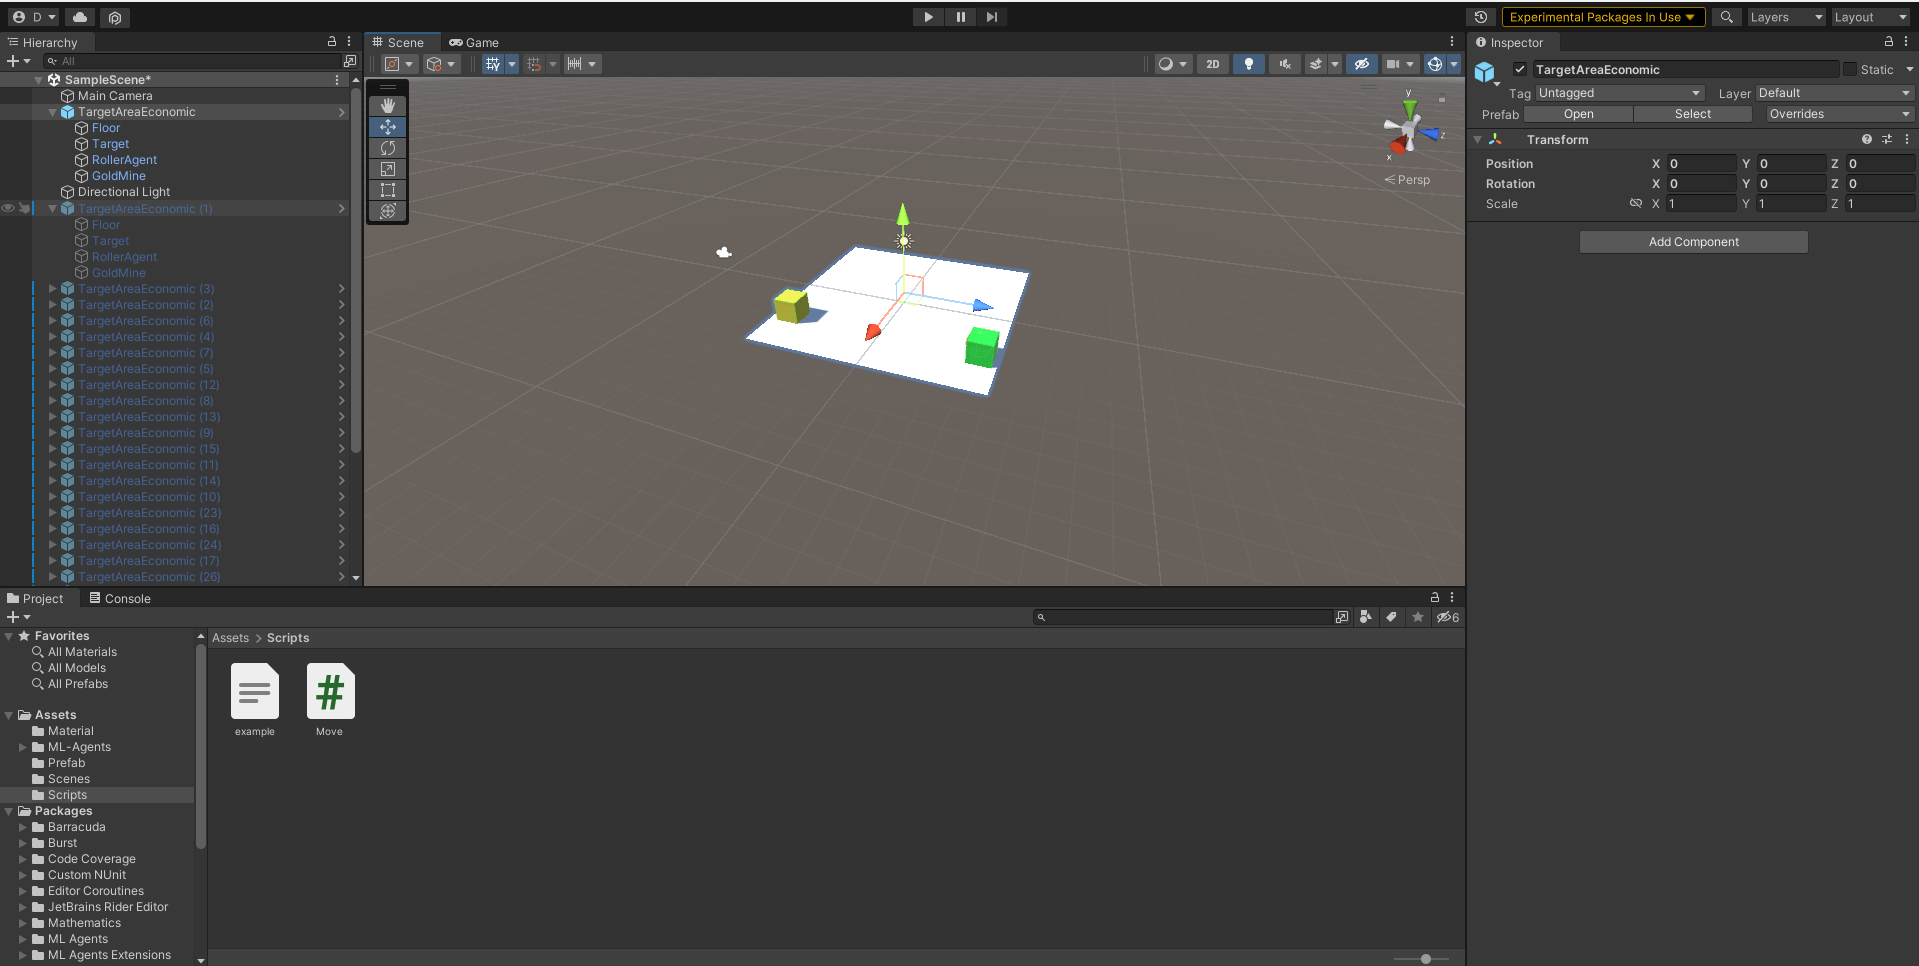 D
Experimental Packages In Use
Layers
Layout
Hierarchy
All
SampleScene*
Main Camera
TargetAreaEconomic
Floor
Target
RollerAgent
GoldMine
Directional Light
TargetAreaEconomic (1)
Floor
Target
RollerAgent
GoldMine
TargetAreaEconomic (3)
TargetAreaEconomic (2)
TargetAreaEconomic (6)
TargetAreaEconomic (4)
TargetAreaEconomic (7)
TargetAreaEconomic (5)
TargetAreaEconomic (12)
TargetAreaEconomic (8)
TargetAreaEconomic (13)
TargetAreaEconomic (9)
TargetAreaEconomic (15)
TargetAreaEconomic (11)
TargetAreaEconomic (14)
TargetAreaEconomic (10)
TargetAreaEconomic (23)
TargetAreaEconomic (16)
TargetAreaEconomic (24)
TargetAreaEconomic (17)
TargetAreaEconomic (26)
Scene
Game
2D
y
z
x
Persp
Inspector
TargetAreaEconomic
Static
Tag Untagged Layer Default
Prefab Open Select Overrides
Transform
Position X 0 Y 0 Z 0
Rotation X 0 Y 0 Z 0
Scale X 1 Y 1 Z 1
Add Component
Project
Console
6
Favorites
All Materials
All Models
All Prefabs
Assets
Material
ML-Agents
Prefab
Scenes
Scripts
Packages
Barracuda
Burst
Code Coverage
Custom NUnit
Editor Coroutines
JetBrains Rider Editor
Mathematics
ML Agents
ML Agents Extensions
Assets > Scripts
example
Move